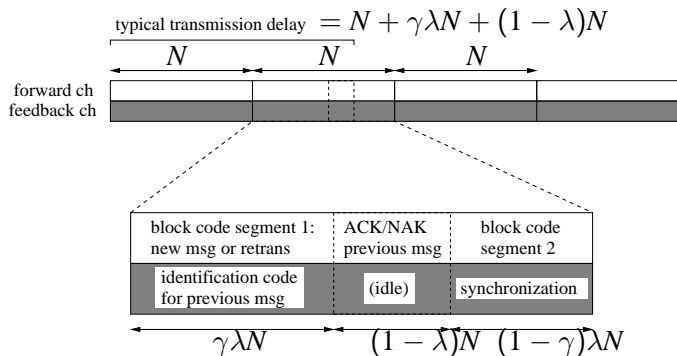 typical transmission delay = N + γλN + (1 − λ)N
N N N
forward ch
feedback ch
block code segment 1:
new msg or retrans
ACK/NAK
previous msg
block code
segment 2
identification code
for previous msg
(idle)
synchronization
γλN (1 − λ)N (1 − γ)λN